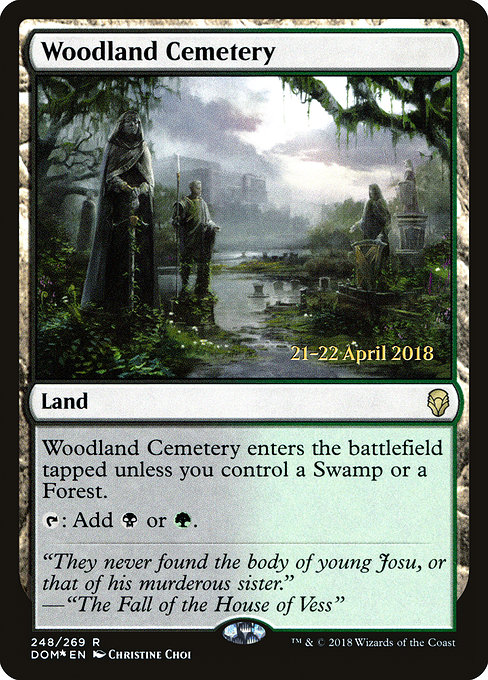 Woodland Cemetery
21–22 April 2018
Land
Woodland Cemetery enters the battlefield
tapped unless you control a Swamp or a
Forest.
: Add or .
“They never found the body of young Josu, or
that of his murderous sister.”
—“The Fall of the House of Vess”
248/269 R
DOM★EN Christine Choi
™ & © 2018 Wizards of the Coast